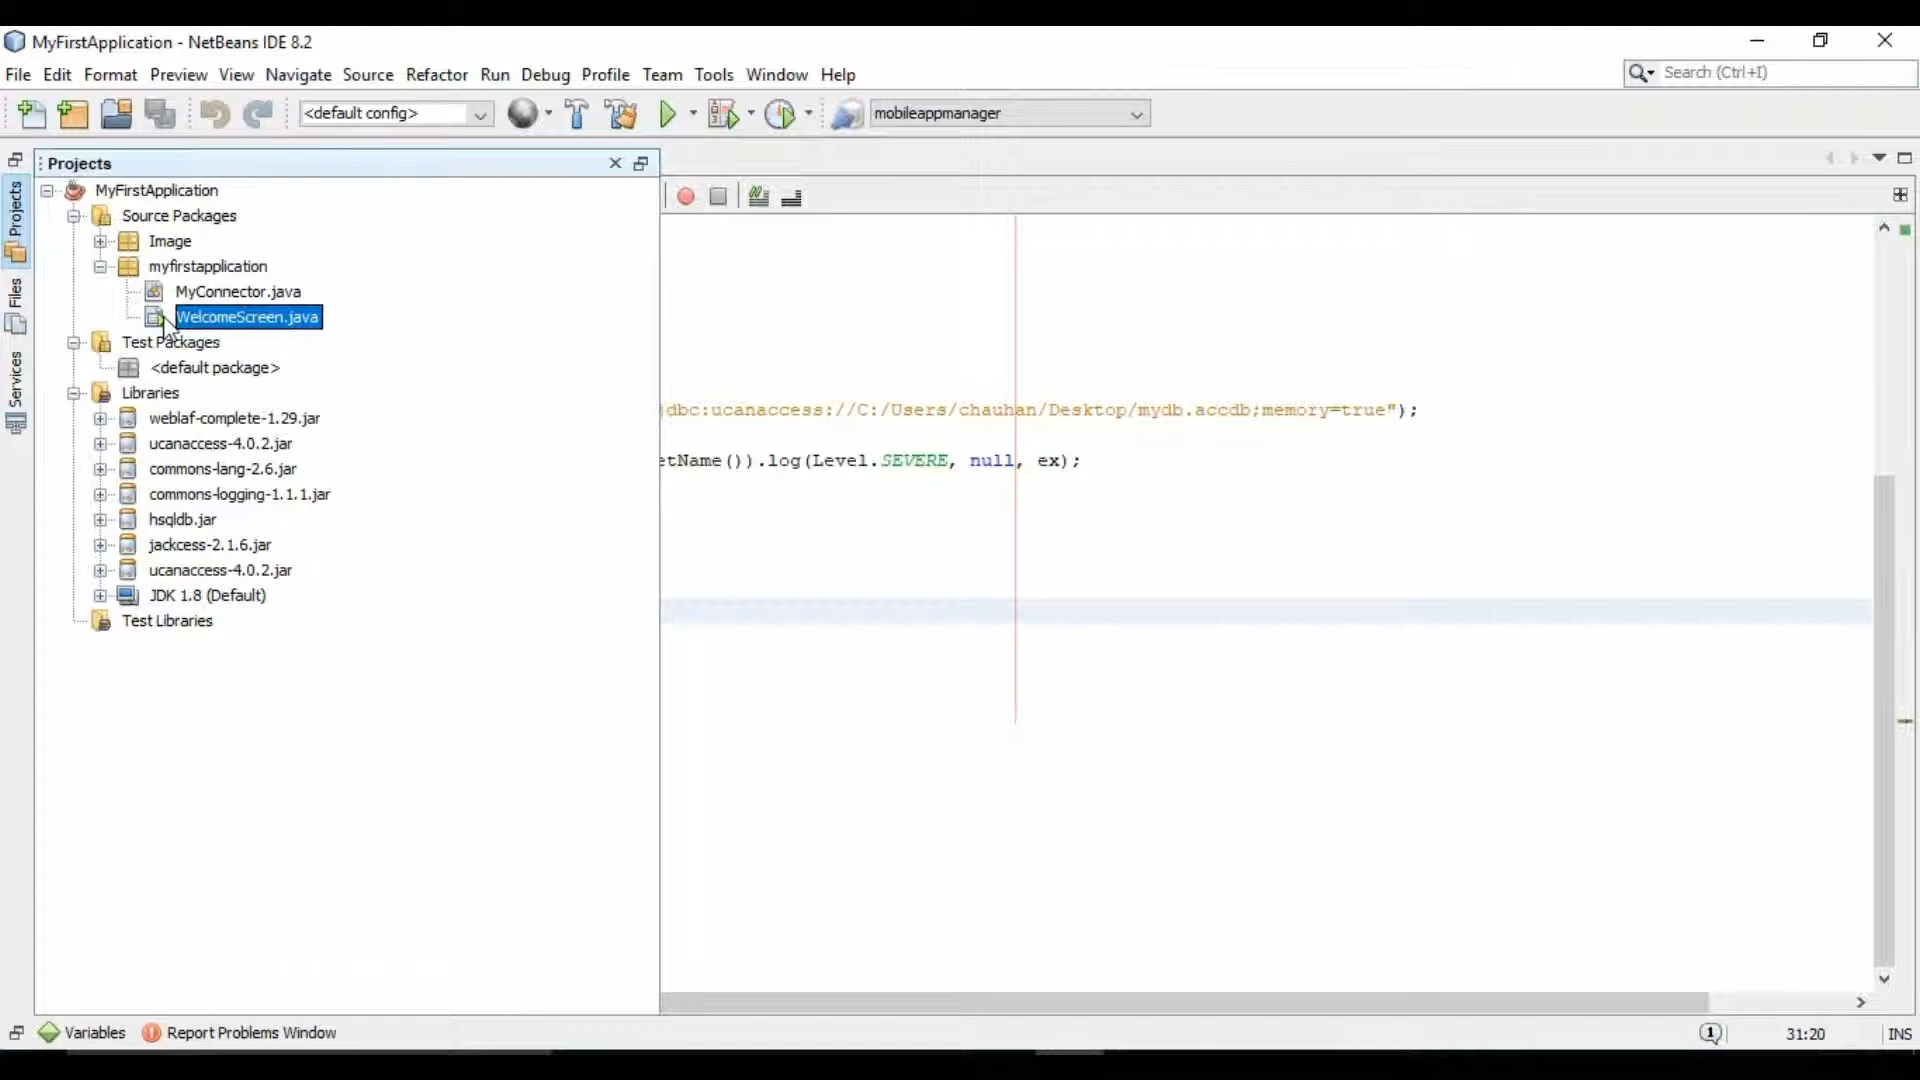 MyFirstApplication - NetBeans IDE 8.2
File Edit Format Preview View Navigate Source Refactor Run Debug Profile Team Tools Window Help
Search (Ctrl+I)
<default config>
mobileappmanager
Projects
Projects
Files
Services
MyFirstApplication
Source Packages
Image
myfirstapplication
MyConnector.java
WelcomeScreen.java
Test Packages
<default package>
Libraries
weblaf-complete-1.29.jar
ucanaccess-4.0.2.jar
commons-lang-2.6.jar
commons-logging-1.1.1.jar
hsqldb.jar
jackcess-2.1.6.jar
ucanaccess-4.0.2.jar
JDK 1.8 (Default)
Test Libraries
jdbc:ucanaccess://C:/Users/chauhan/Desktop/mydb.accdb;memory=true");
etName()).log(Level.SEVERE, null, ex);
Variables Report Problems Window
1 31:20 INS